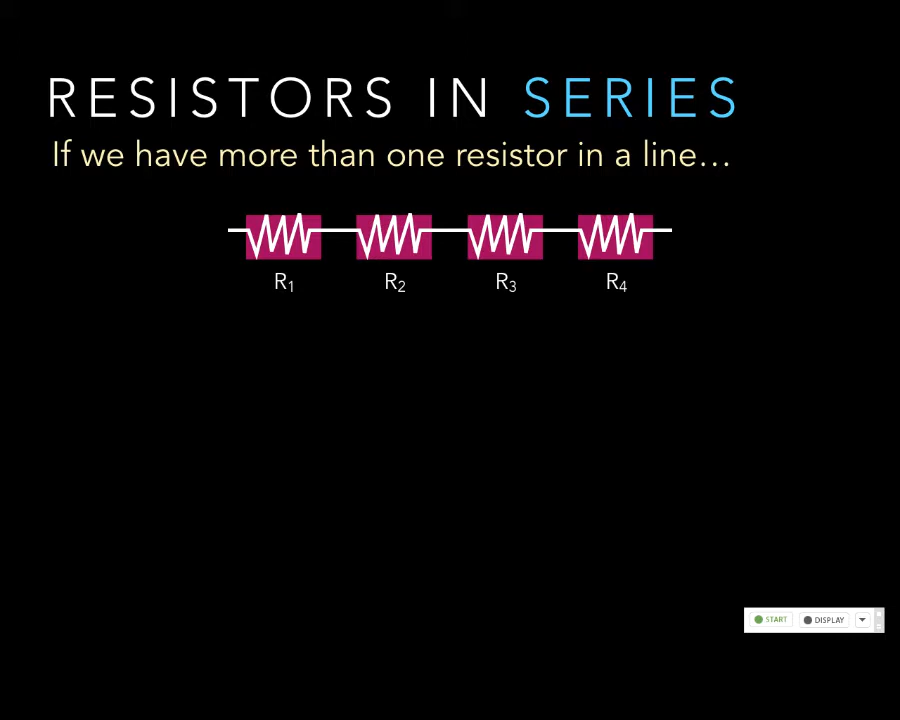 RESISTORS IN SERIES
If we have more than one resistor in a line…
R₁ R₂ R₃ R₄
START DISPLAY